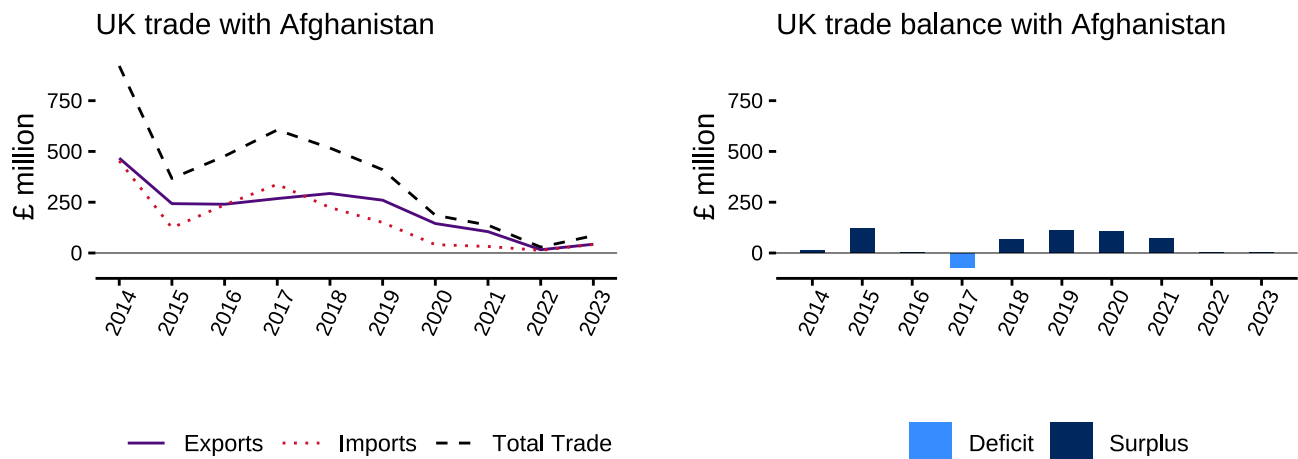 UK trade with Afghanistan
£ million
750
500
250
0
2014 2015 2016 2017 2018 2019 2020 2021 2022 2023
Exports Imports Total Trade
UK trade balance with Afghanistan
£ million
750
500
250
0
2014 2015 2016 2017 2018 2019 2020 2021 2022 2023
Deficit Surplus